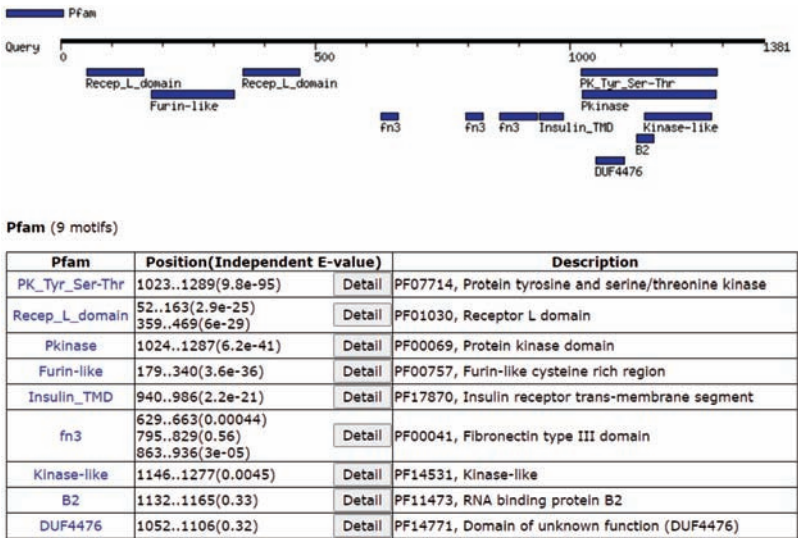 Pfam
Query 0 500 1000 1381
Recep_L_domain Recep_L_domain PK_Tyr_Ser-Thr
Furin-like Pkinase
fn3 fn3 fn3 Insulin_TMD Kinase-like
B2
DUF4476
Pfam (9 motifs)
Pfam Position(Independent E-value) Description
PK_Tyr_Ser-Thr 1023..1289(9.8e-95) Detail PF07714, Protein tyrosine and serine/threonine kinase
Recep_L_domain 52..163(2.9e-25)
359..469(6e-29) Detail PF01030, Receptor L domain
Pkinase 1024..1287(6.2e-41) Detail PF00069, Protein kinase domain
Furin-like 179..340(3.6e-36) Detail PF00757, Furin-like cysteine rich region
Insulin_TMD 940..986(2.2e-21) Detail PF17870, Insulin receptor trans-membrane segment
fn3 629..663(0.00044)
795..829(0.56) Detail PF00041, Fibronectin type III domain
863..936(3e-05)
Kinase-like 1146..1277(0.0045) Detail PF14531, Kinase-like
B2 1132..1165(0.33) Detail PF11473, RNA binding protein B2
DUF4476 1052..1106(0.32) Detail PF14771, Domain of unknown function (DUF4476)